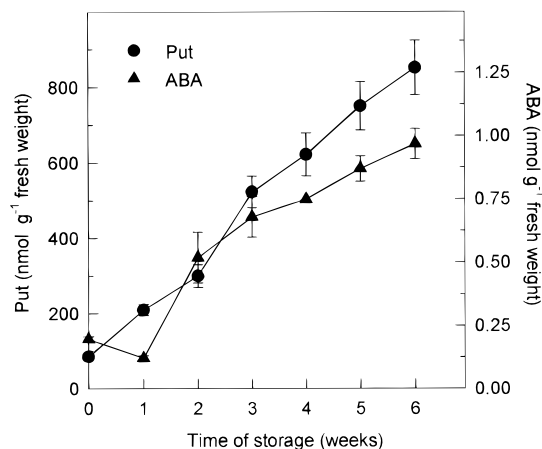 Put
ABA
Put (nmol g-1 fresh weight)
800
600
400
200
0
ABA (nmol g-1 fresh weight)
1.25
1.00
0.75
0.50
0.25
0.00
0 1 2 3 4 5 6
Time of storage (weeks)